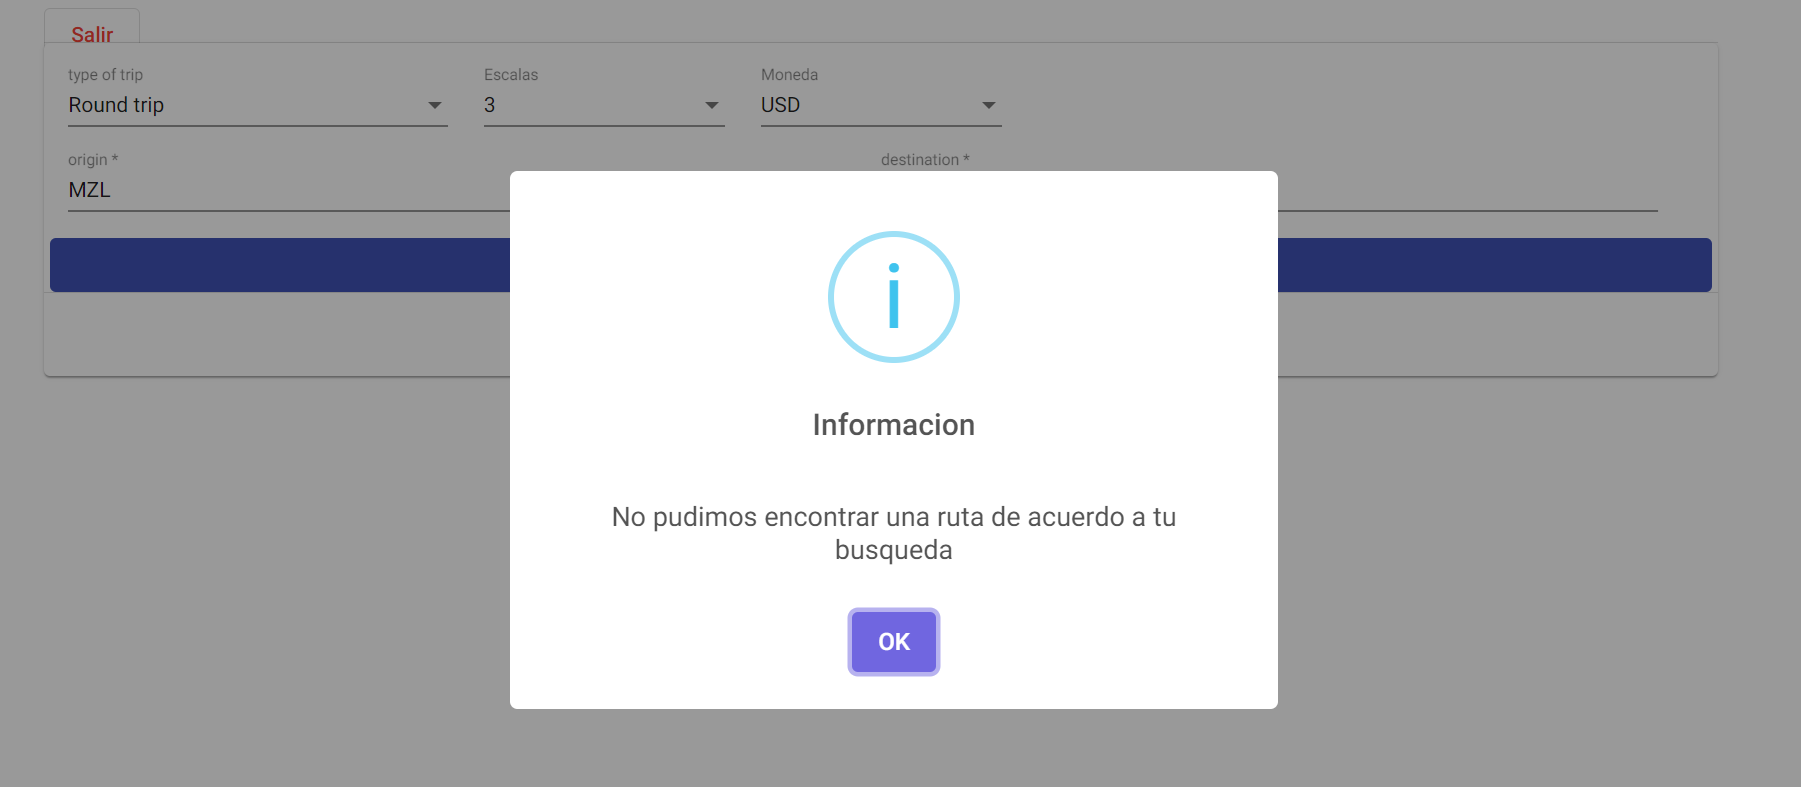 Salir
type of trip
Escalas
Moneda
Round trip
3
USD
origin *
destination *
MZL
i
Informacion
No pudimos encontrar una ruta de acuerdo a tu
busqueda
OK